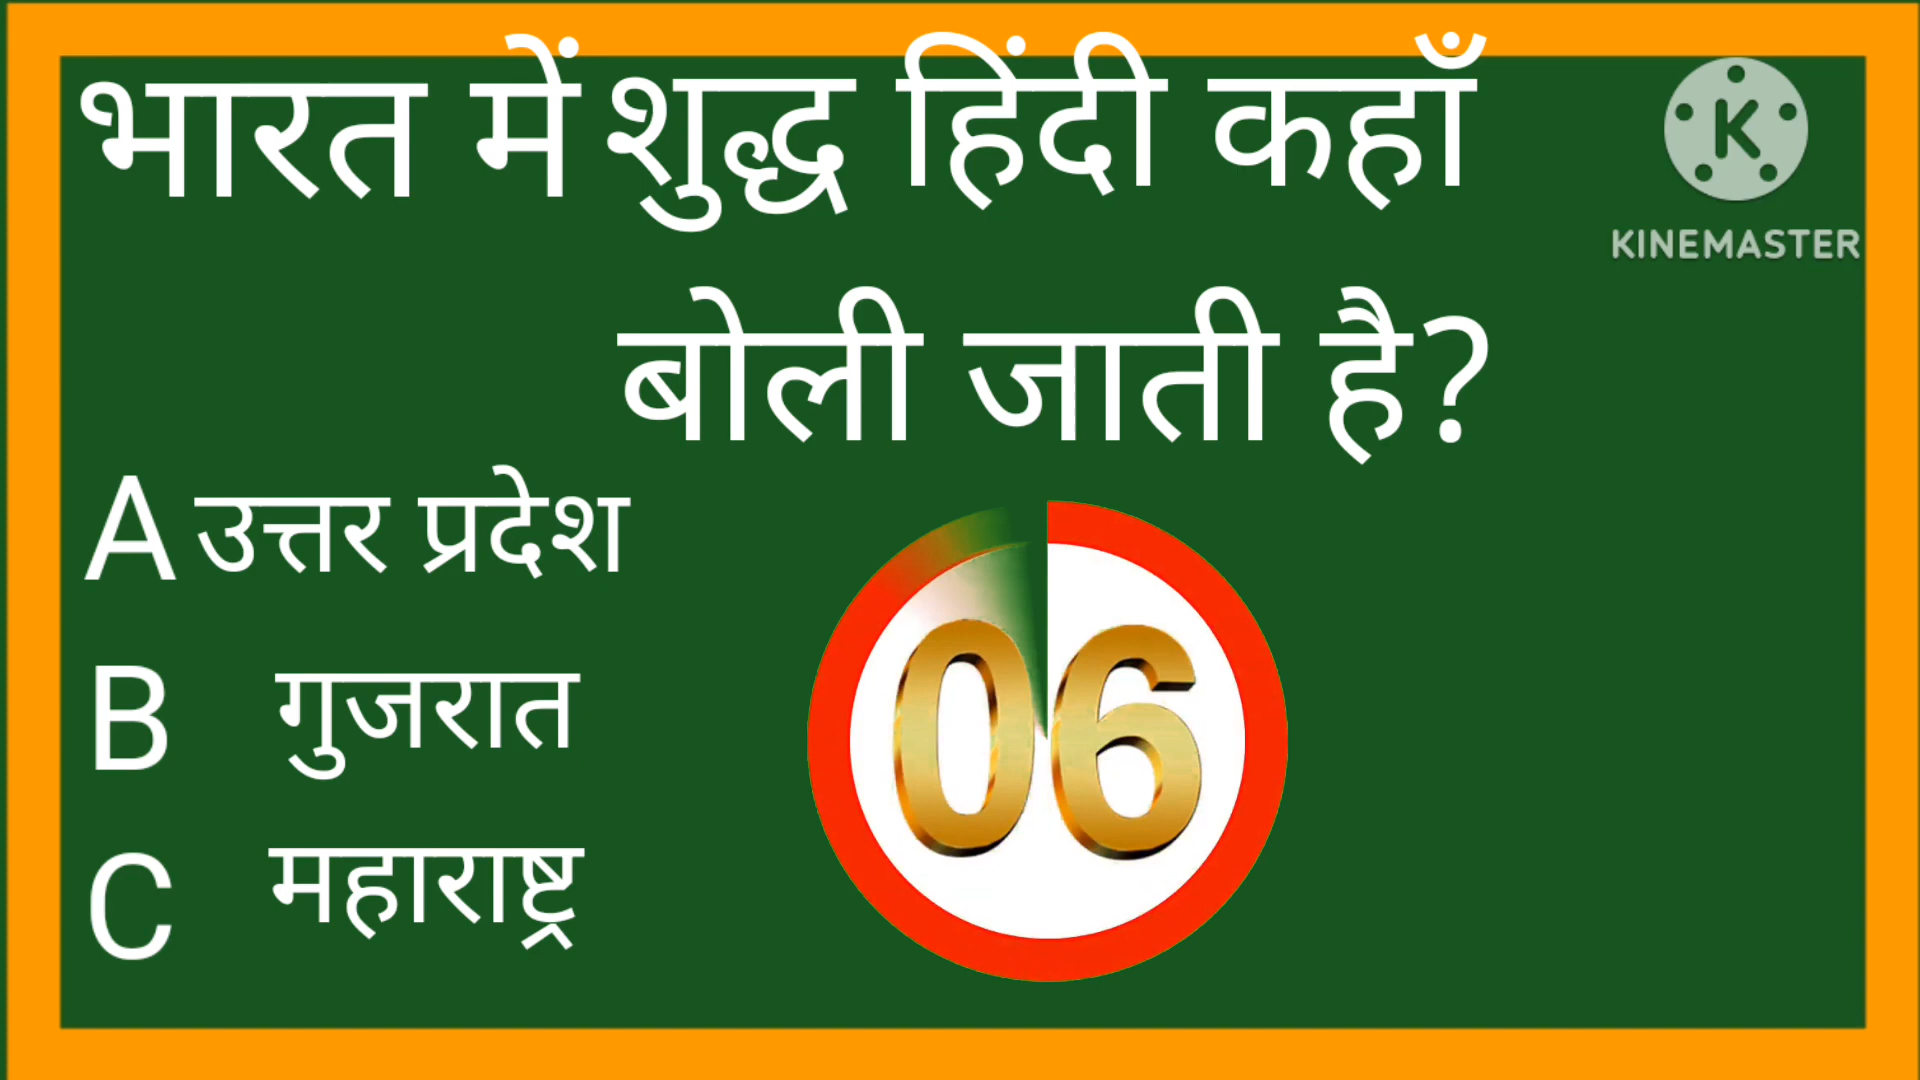 भारत में शुद्ध हिंदी कहाँ
बोली जाती है?
A उत्तर प्रदेश
B गुजरात
C महाराष्ट्र
06
K
KINEMASTER